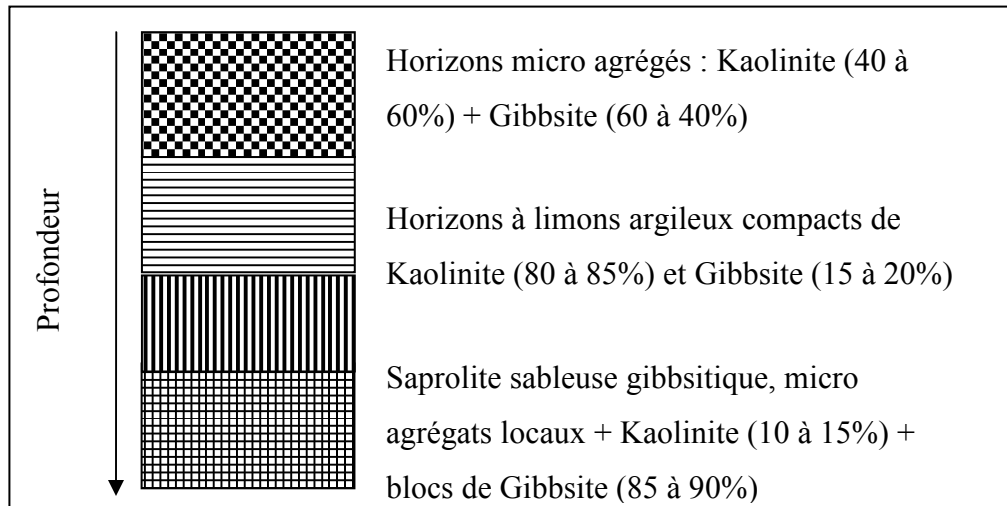 Profondeur
Horizons micro agrégés : Kaolinite (40 à
60%) + Gibbsite (60 à 40%)
Horizons à limons argileux compacts de
Kaolinite (80 à 85%) et Gibbsite (15 à 20%)
Saprolite sableuse gibbsitique, micro
agrégats locaux + Kaolinite (10 à 15%) +
blocs de Gibbsite (85 à 90%)